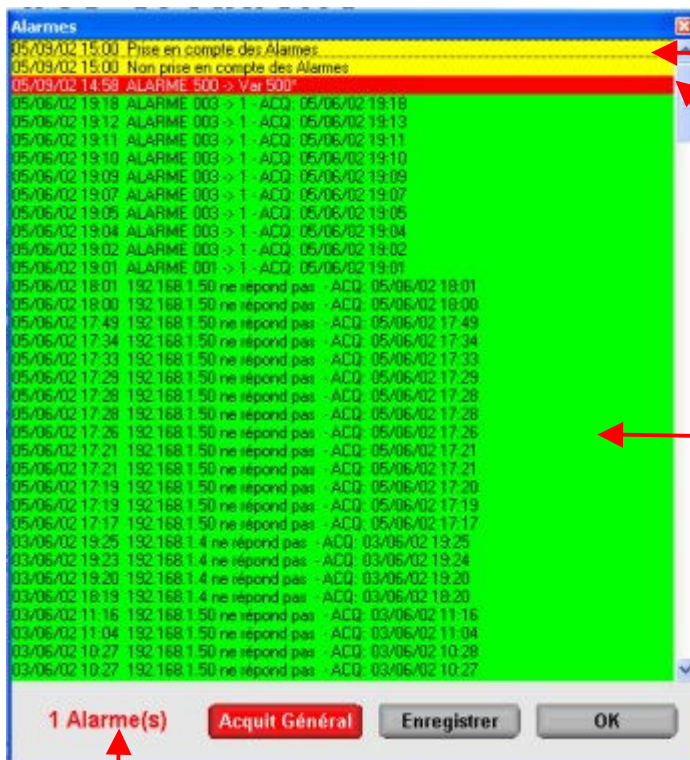 Alarmes
05/09/02 15:00 Prise en compte des Alarmes
05/09/02 15:00 Non prise en compte des Alarmes
05/09/02 14:58 ALARME 500 -> Var 500*
05/06/02 19:18 ALARME 003 -> 1 - ACQ: 05/06/02 19:18
05/06/02 19:12 ALARME 003 -> 1 - ACQ: 05/06/02 19:13
05/06/02 19:11 ALARME 003 -> 1 - ACQ: 05/06/02 19:11
05/06/02 19:10 ALARME 003 -> 1 - ACQ: 05/06/02 19:10
05/06/02 19:09 ALARME 003 -> 1 - ACQ: 05/06/02 19:09
05/06/02 19:07 ALARME 003 -> 1 - ACQ: 05/06/02 19:07
05/06/02 19:05 ALARME 003 -> 1 - ACQ: 05/06/02 19:05
05/06/02 19:04 ALARME 003 -> 1 - ACQ: 05/06/02 19:04
05/06/02 19:02 ALARME 003 -> 1 - ACQ: 05/06/02 19:02
05/06/02 19:01 ALARME 001 -> 1 - ACQ: 05/06/02 19:01
05/06/02 18:01 192.168.1.50 ne répond pas - ACQ: 05/06/02 18:01
05/06/02 18:00 192.168.1.50 ne répond pas - ACQ: 05/06/02 18:00
05/06/02 17:49 192.168.1.50 ne répond pas - ACQ: 05/06/02 17:49
05/06/02 17:34 192.168.1.50 ne répond pas - ACQ: 05/06/02 17:34
05/06/02 17:33 192.168.1.50 ne répond pas - ACQ: 05/06/02 17:33
05/06/02 17:29 192.168.1.50 ne répond pas - ACQ: 05/06/02 17:29
05/06/02 17:28 192.168.1.50 ne répond pas - ACQ: 05/06/02 17:28
05/06/02 17:28 192.168.1.50 ne répond pas - ACQ: 05/06/02 17:28
05/06/02 17:26 192.168.1.50 ne répond pas - ACQ: 05/06/02 17:26
05/06/02 17:21 192.168.1.50 ne répond pas - ACQ: 05/06/02 17:21
05/06/02 17:21 192.168.1.50 ne répond pas - ACQ: 05/06/02 17:21
05/06/02 17:19 192.168.1.50 ne répond pas - ACQ: 05/06/02 17:20
05/06/02 17:19 192.168.1.50 ne répond pas - ACQ: 05/06/02 17:19
05/06/02 17:17 192.168.1.50 ne répond pas - ACQ: 05/06/02 17:17
03/06/02 19:25 192.168.1.4 ne répond pas - ACQ: 03/06/02 19:25
03/06/02 19:23 192.168.1.4 ne répond pas - ACQ: 03/06/02 19:24
03/06/02 19:20 192.168.1.4 ne répond pas - ACQ: 03/06/02 19:20
03/06/02 18:19 192.168.1.4 ne répond pas - ACQ: 03/06/02 18:20
03/06/02 11:16 192.168.1.50 ne répond pas - ACQ: 03/06/02 11:16
03/06/02 11:04 192.168.1.50 ne répond pas - ACQ: 03/06/02 11:04
03/06/02 10:27 192.168.1.50 ne répond pas - ACQ: 03/06/02 10:28
03/06/02 10:27 192.168.1.50 ne répond pas - ACQ: 03/06/02 10:27
1 Alarme(s) Acquit Général Enregistrer OK